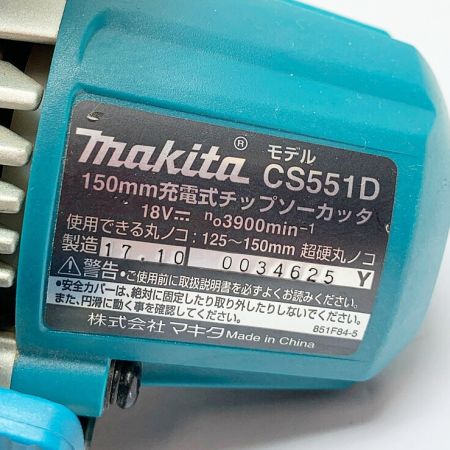 makita® モデル CS551D
150mm充電式チップソーカッタ
18V⎓ n₀3900min⁻¹
使用できる丸ノコ:125~150mm 超硬丸ノコ
製造 17.10 0034625 Y
⚠警告・ご使用前に取扱説明書を必ずよくお読みください。
・安全カバーは、絶対に固定したり取り外したりしないでください。
また、円滑に動く事を確認してください。
851F84-5
株式会社 マキタ Made in China